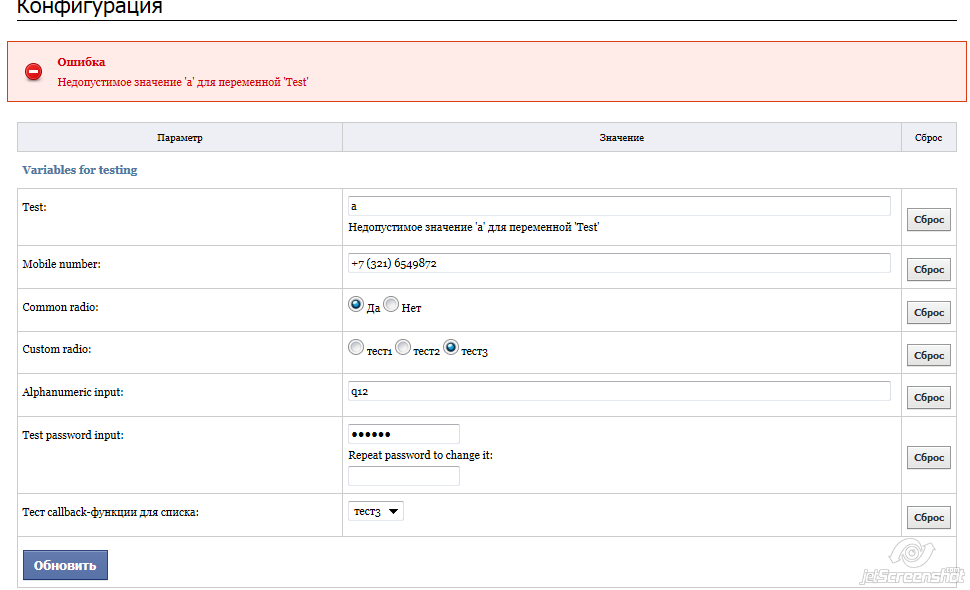 Конфигурация
Ошибка
Недопустимое значение 'a' для переменной 'Test'
Параметр Значение Сброс
Variables for testing
Test: a Сброс
Недопустимое значение 'a' для переменной 'Test'
Mobile number: +7 (321) 6549872 Сброс
Common radio: Да Нет Сброс
Custom radio: тест1 тест2 тест3 Сброс
Alphanumeric input: q12 Сброс
Test password input: ●●●●●●
Repeat password to change it: Сброс
Тест callback-функции для списка: тест3 Сброс
Обновить
jetScreenshot.com